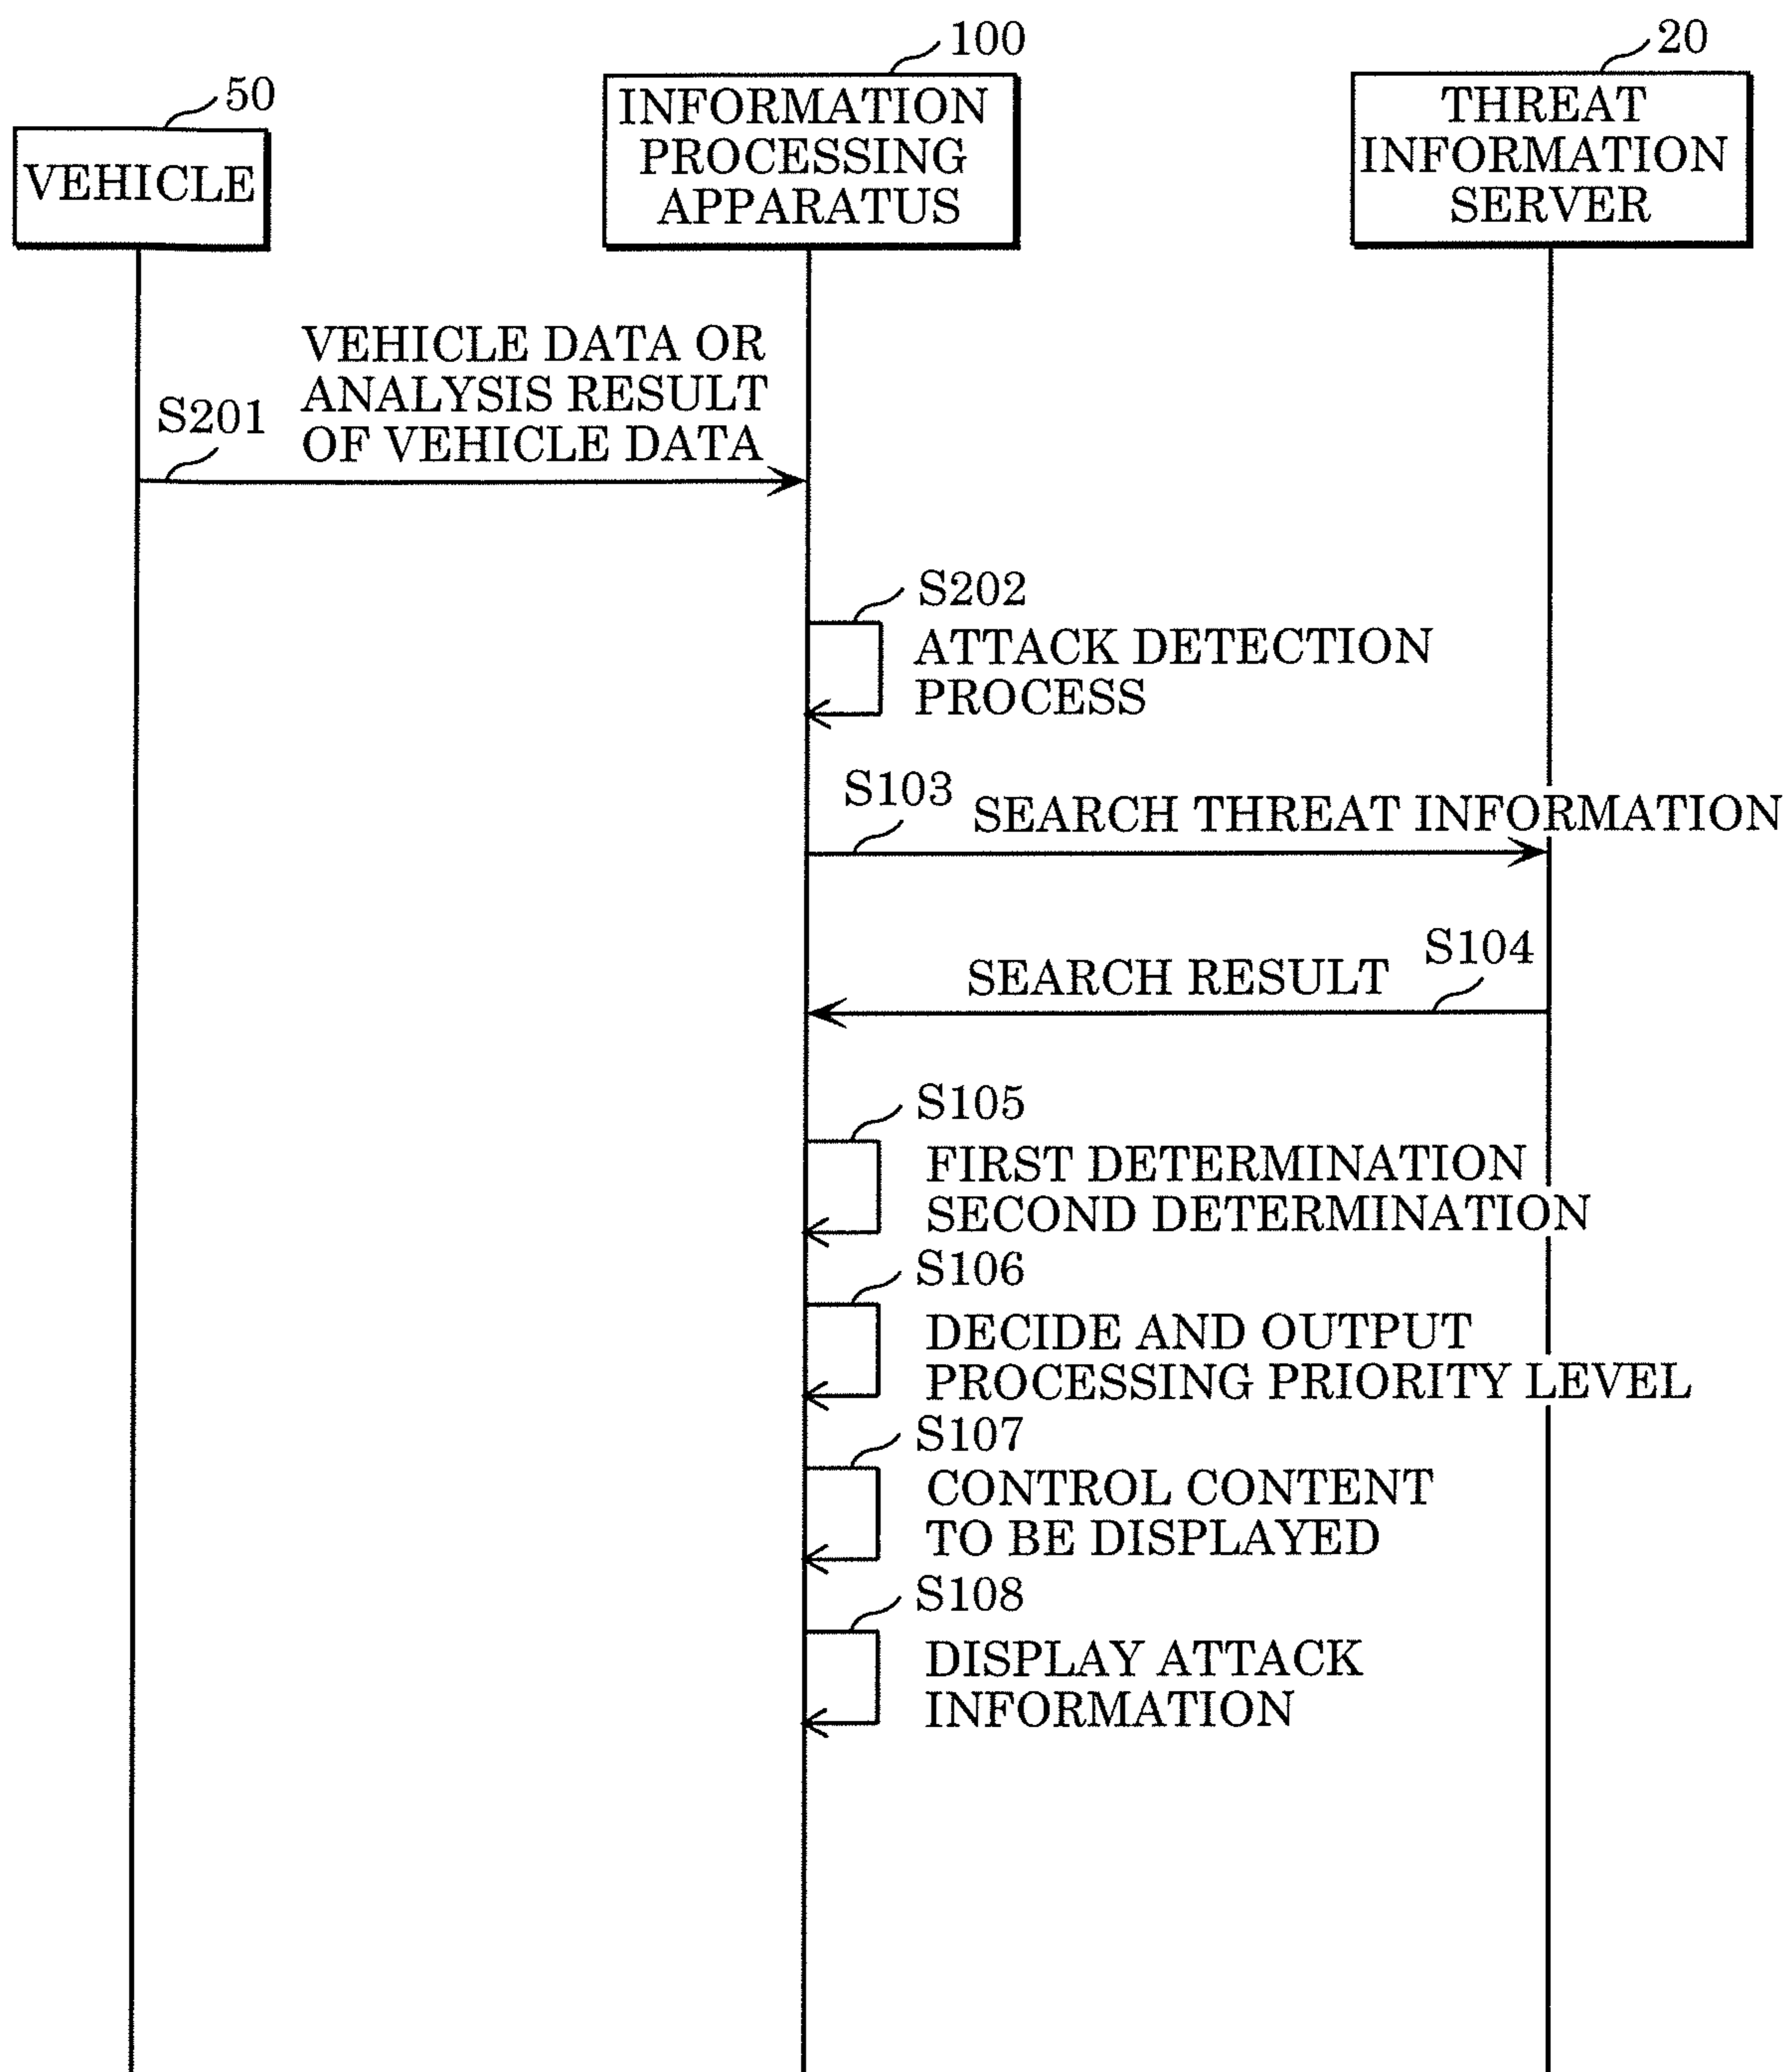 50
VEHICLE
100
INFORMATION
PROCESSING
APPARATUS
20
THREAT
INFORMATION
SERVER
S201
VEHICLE DATA OR
ANALYSIS RESULT
OF VEHICLE DATA
S202
ATTACK DETECTION
PROCESS
S103
SEARCH THREAT INFORMATION
S104
SEARCH RESULT
S105
FIRST DETERMINATION
SECOND DETERMINATION
S106
DECIDE AND OUTPUT
PROCESSING PRIORITY LEVEL
S107
CONTROL CONTENT
TO BE DISPLAYED
S108
DISPLAY ATTACK
INFORMATION